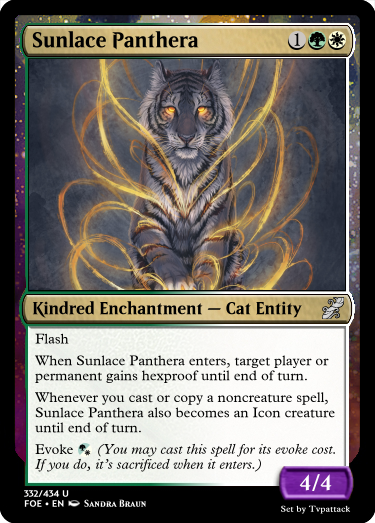 Sunlace Panthera 1
Kindred Enchantment — Cat Entity
Flash
When Sunlace Panthera enters, target player or
permanent gains hexproof until end of turn.
Whenever you cast or copy a noncreature spell,
Sunlace Panthera also becomes an Icon creature
until end of turn.
Evoke (You may cast this spell for its evoke cost.
If you do, it's sacrificed when it enters.)
4/4
332/434 U
FOE • EN SANDRA BRAUN
Set by Tvpattack